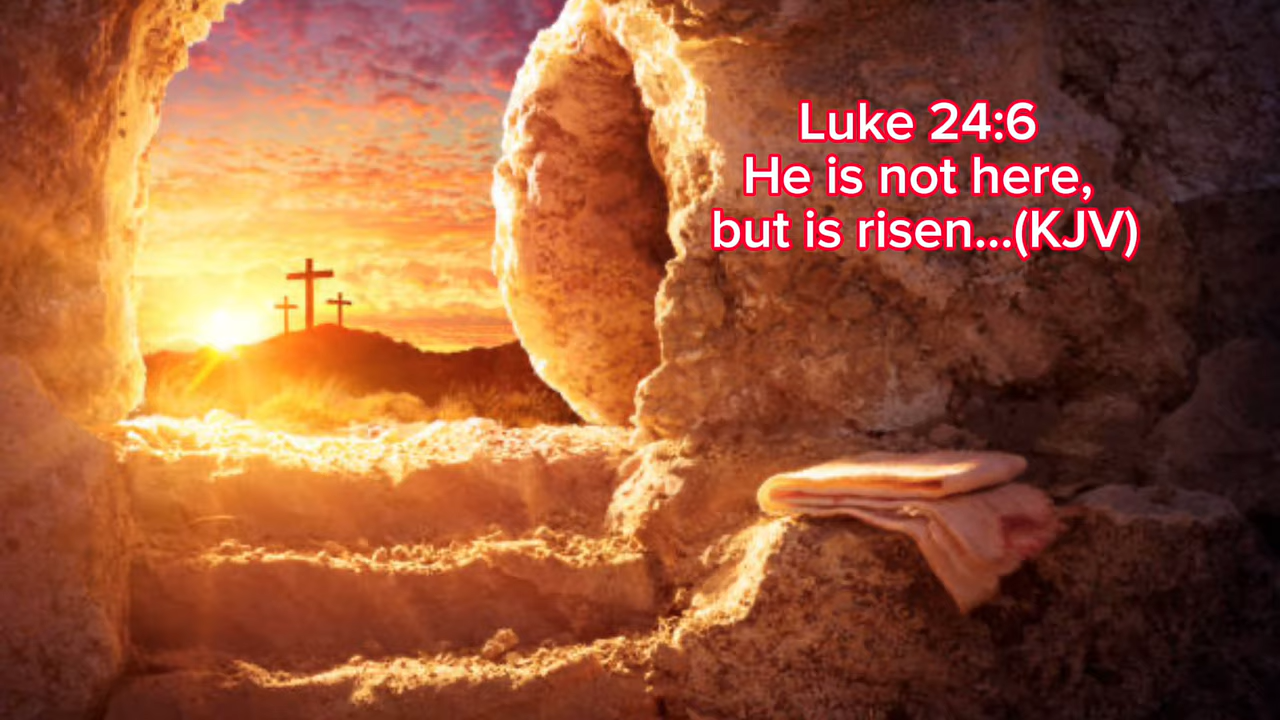 Luke 24:6
He is not here,
but is risen...(KJV)